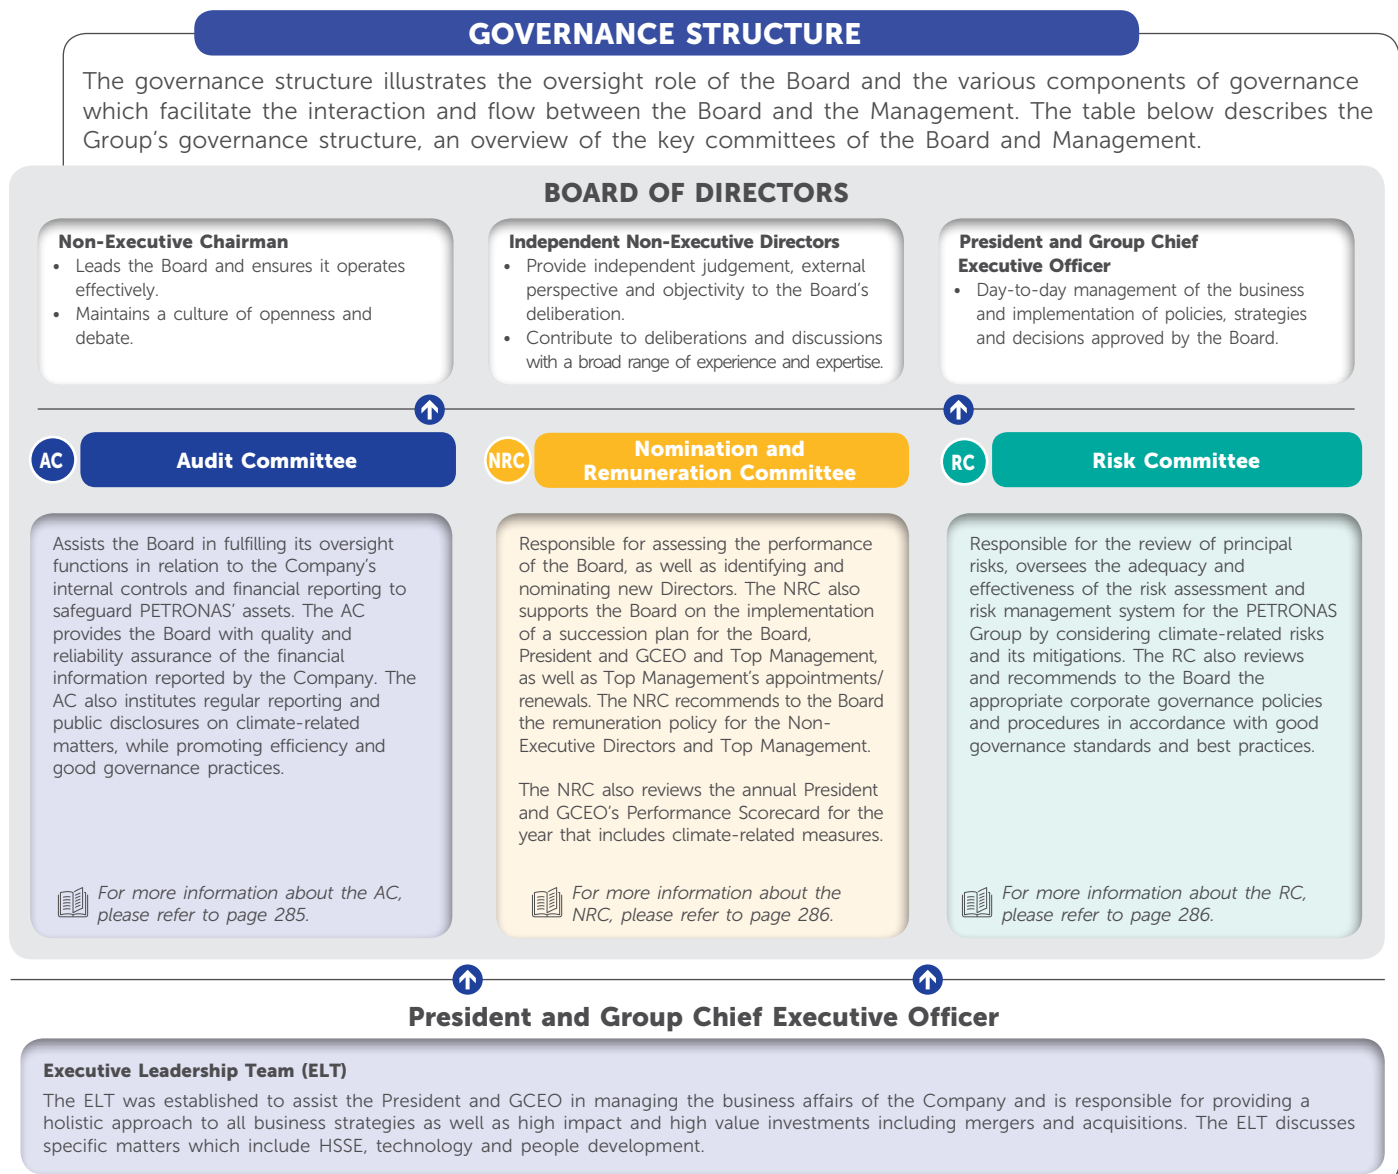 GOVERNANCE STRUCTURE
The governance structure illustrates the oversight role of the Board and the various components of governance
which facilitate the interaction and flow between the Board and the Management. The table below describes the
Group's governance structure, an overview of the key committees of the Board and Management.
BOARD OF DIRECTORS
Non-Executive Chairman
• Leads the Board and ensures it operates
effectively.
• Maintains a culture of openness and
debate.
Independent Non-Executive Directors
• Provide independent judgement, external
perspective and objectivity to the Board's
deliberation.
• Contribute to deliberations and discussions
with a broad range of experience and expertise.
President and Group Chief
Executive Officer
• Day-to-day management of the business
and implementation of policies, strategies
and decisions approved by the Board.
AC
Audit Committee
Assists the Board in fulfilling its oversight
functions in relation to the Company's
internal controls and financial reporting to
safeguard PETRONAS' assets. The AC
provides the Board with quality and
reliability assurance of the financial
information reported by the Company. The
AC also institutes regular reporting and
public disclosures on climate-related
matters, while promoting efficiency and
good governance practices.
For more information about the AC,
please refer to page 285.
NRC
Nomination and
Remuneration Committee
Responsible for assessing the performance
of the Board, as well as identifying and
nominating new Directors. The NRC also
supports the Board on the implementation
of a succession plan for the Board,
President and GCEO and Top Management,
as well as Top Management's appointments/
renewals. The NRC recommends to the Board
the remuneration policy for the Non-
Executive Directors and Top Management.
The NRC also reviews the annual President
and GCEO's Performance Scorecard for the
year that includes climate-related measures.
For more information about the
NRC, please refer to page 286.
RC
Risk Committee
Responsible for the review of principal
risks, oversees the adequacy and
effectiveness of the risk assessment and
risk management system for the PETRONAS
Group by considering climate-related risks
and its mitigations. The RC also reviews
and recommends to the Board the
appropriate corporate governance policies
and procedures in accordance with good
governance standards and best practices.
For more information about the RC,
please refer to page 286.
President and Group Chief Executive Officer
Executive Leadership Team (ELT)
The ELT was established to assist the President and GCEO in managing the business affairs of the Company and is responsible for providing a
holistic approach to all business strategies as well as high impact and high value investments including mergers and acquisitions. The ELT discusses
specific matters which include HSSE, technology and people development.